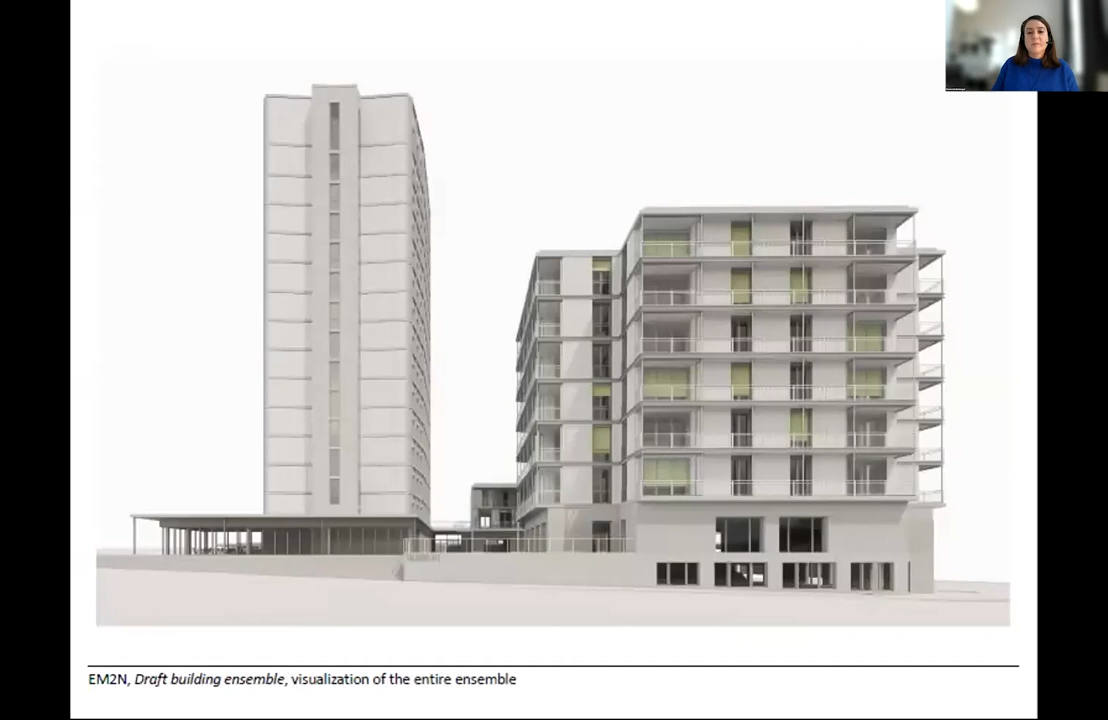 EM2N, Draft building ensemble, visualization of the entire ensemble